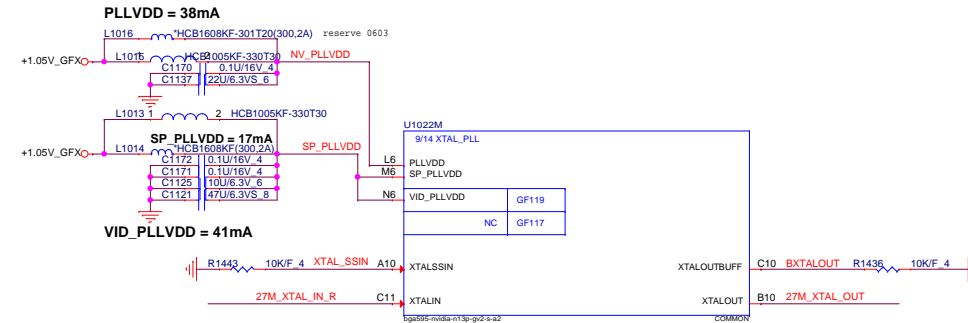 PLLVDD = 38mA
L1016 *HCB1608KF-301T20(300,2A) reserve 0603
+1.05V_GFX L1015 1 2 HCB1005KF-330T30 NV_PLLVDD
C1170 0.1U/16V_4
C1137 22U/6.3VS_6
L1013 1 2 HCB1005KF-330T30
U1022M
9/14 XTAL_PLL
SP_PLLVDD = 17mA
+1.05V_GFX L1014 *HCB1608KF(300,2A) SP_PLLVDD
C1172 0.1U/16V_4 L6 PLLVDD
C1171 0.1U/16V_4 M6 SP_PLLVDD
C1125 10U/6.3V_6
C1121 47U/6.3VS_8 N6 VID_PLLVDD GF119
NC GF117
VID_PLLVDD = 41mA
R1443 10K/F_4 XTAL_SSIN A10 XTALSSIN XTALOUTBUFF C10 BXTALOUT R1436 10K/F_4
27M_XTAL_IN_R C11 XTALIN XTALOUT B10 27M_XTAL_OUT
bga595-nvidia-n13p-gv2-s-a2 COMMON